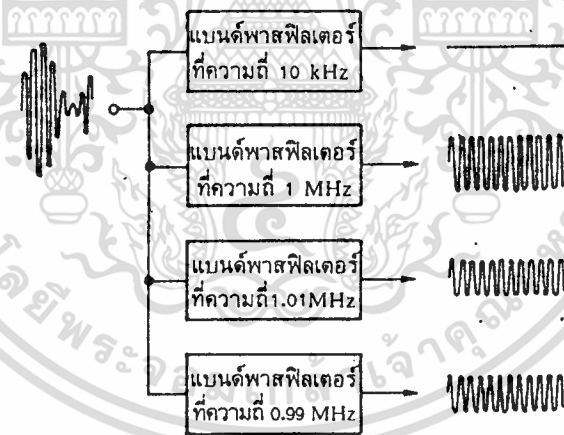 แบนด์พาสฟิลเตอร์
ที่ความถี่ 10 kHz
แบนด์พาสฟิลเตอร์
ที่ความถี่ 1 MHz
แบนด์พาสฟิลเตอร์
ที่ความถี่1.01MHz
แบนด์พาสฟิลเตอร์
ที่ความถี่ 0.99 MHz